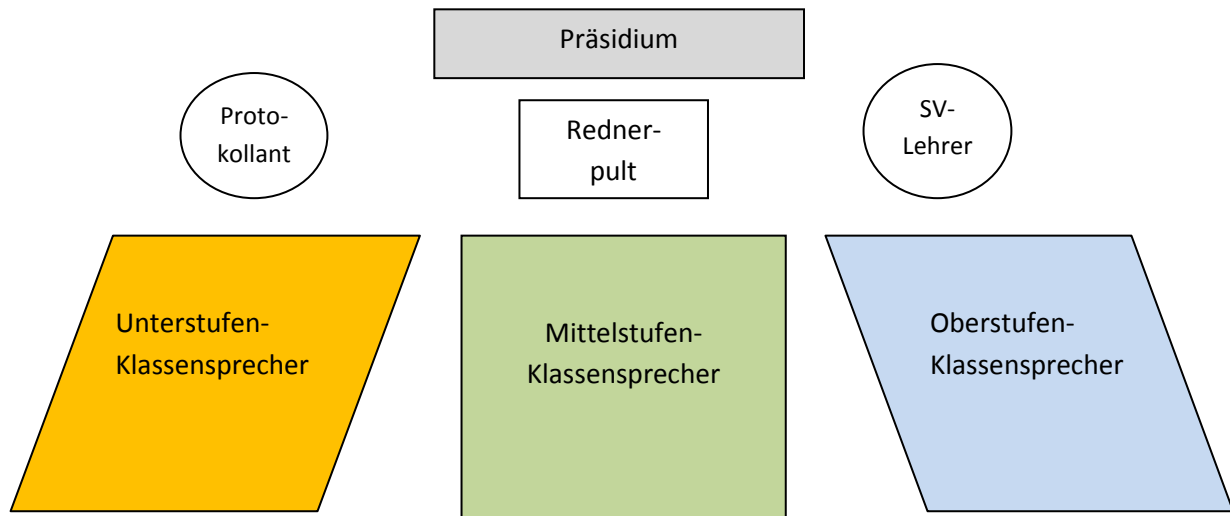 Präsidium
Proto-
kollant
Redner-
pult
SV-
Lehrer
Unterstufen-
Klassensprecher
Mittelstufen-
Klassensprecher
Oberstufen-
Klassensprecher